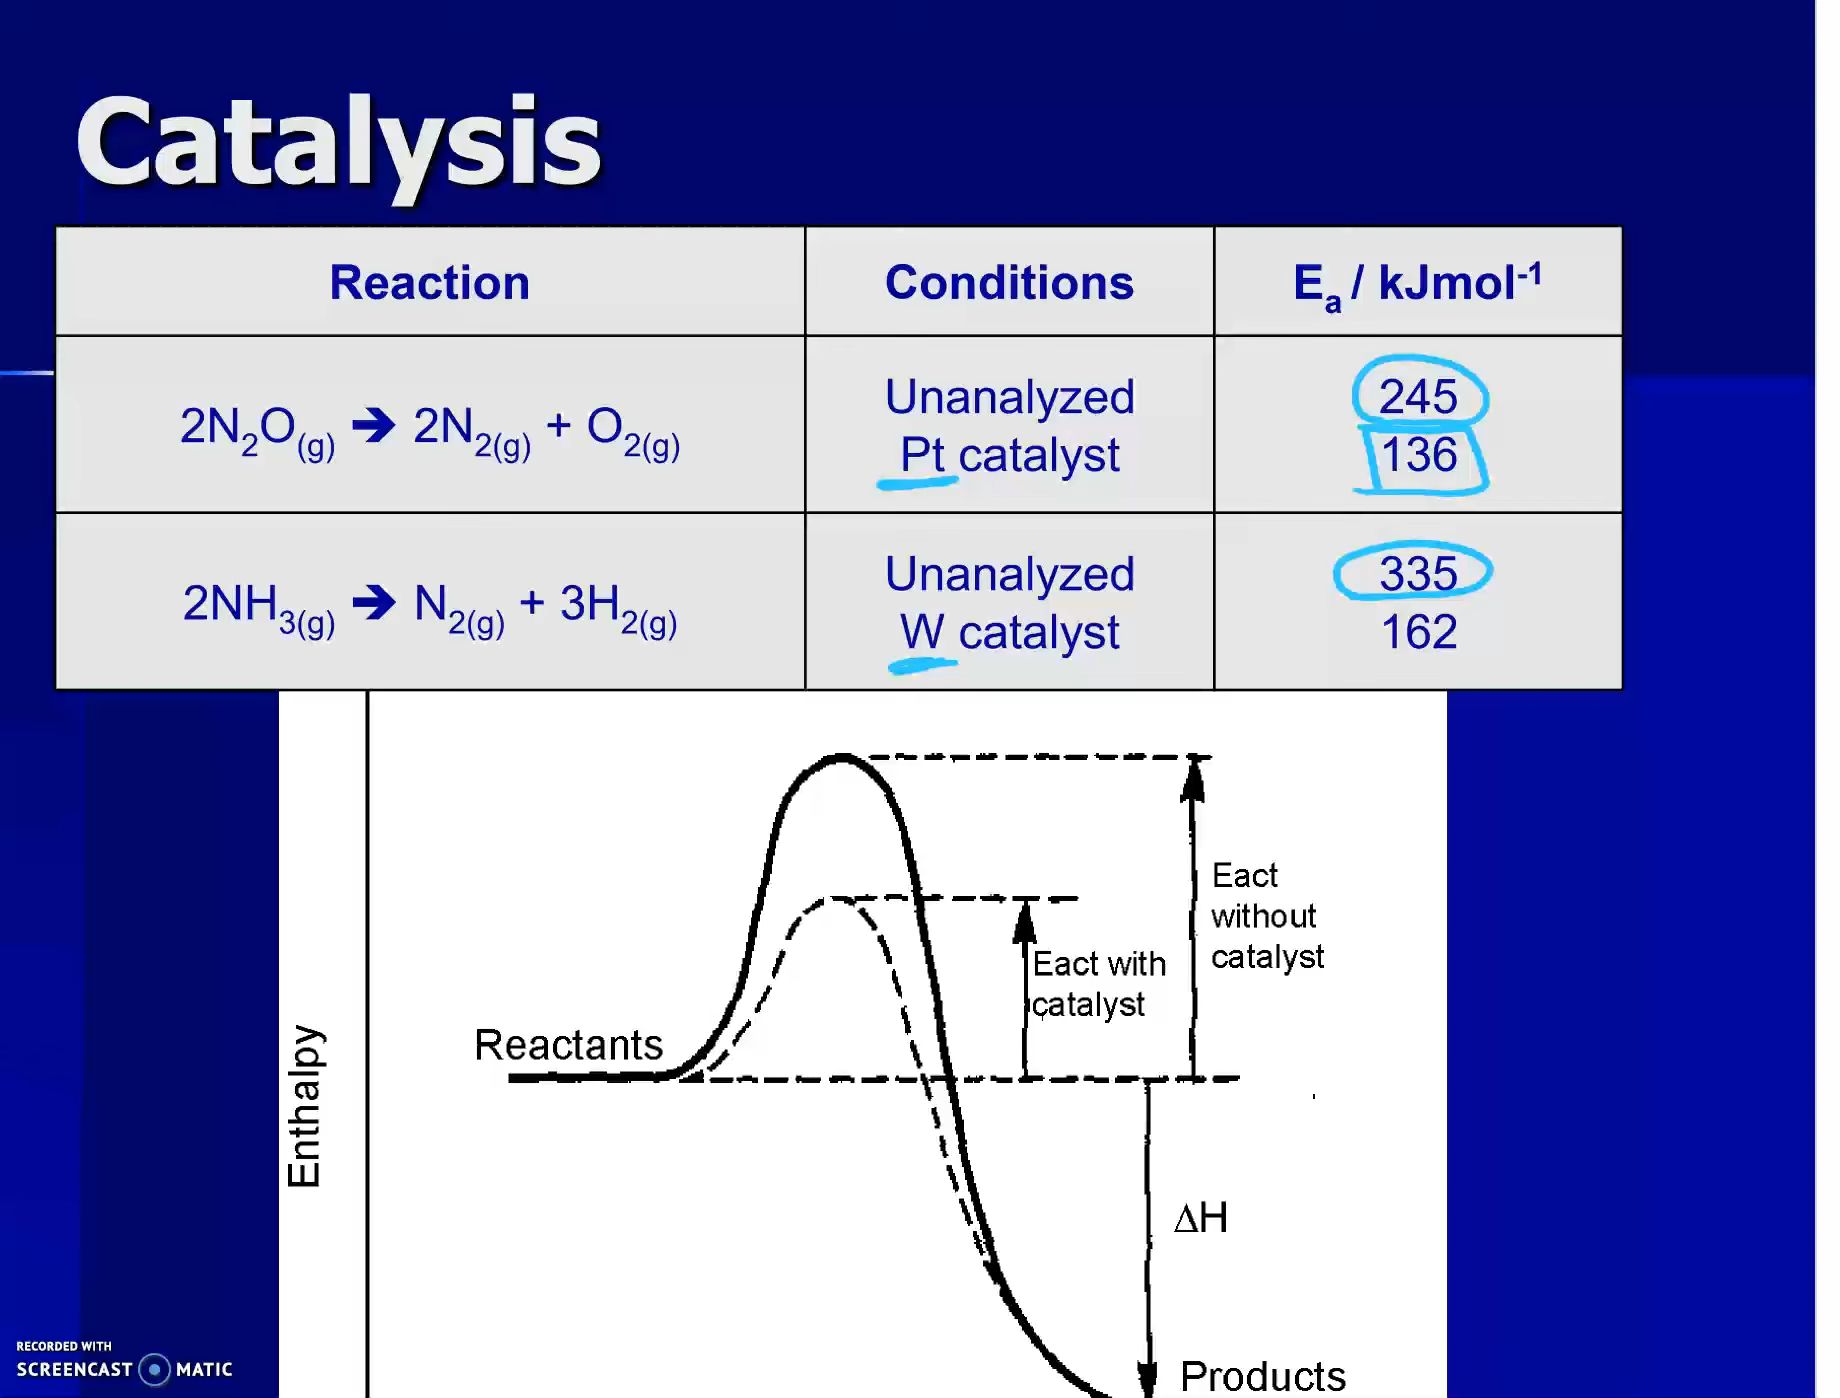 Catalysis
Reaction Conditions Eₐ / kJmol⁻¹
2N₂O₍g₎ ➔ 2N₂₍g₎ + O₂₍g₎
Unanalyzed 245
Pt catalyst 136
2NH₃₍g₎ ➔ N₂₍g₎ + 3H₂₍g₎
Unanalyzed 335
W catalyst 162
Eact
without
catalyst
Eact with
catalyst
Reactants
Enthalpy
ΔH
Products
RECORDED WITH
SCREENCAST MATIC